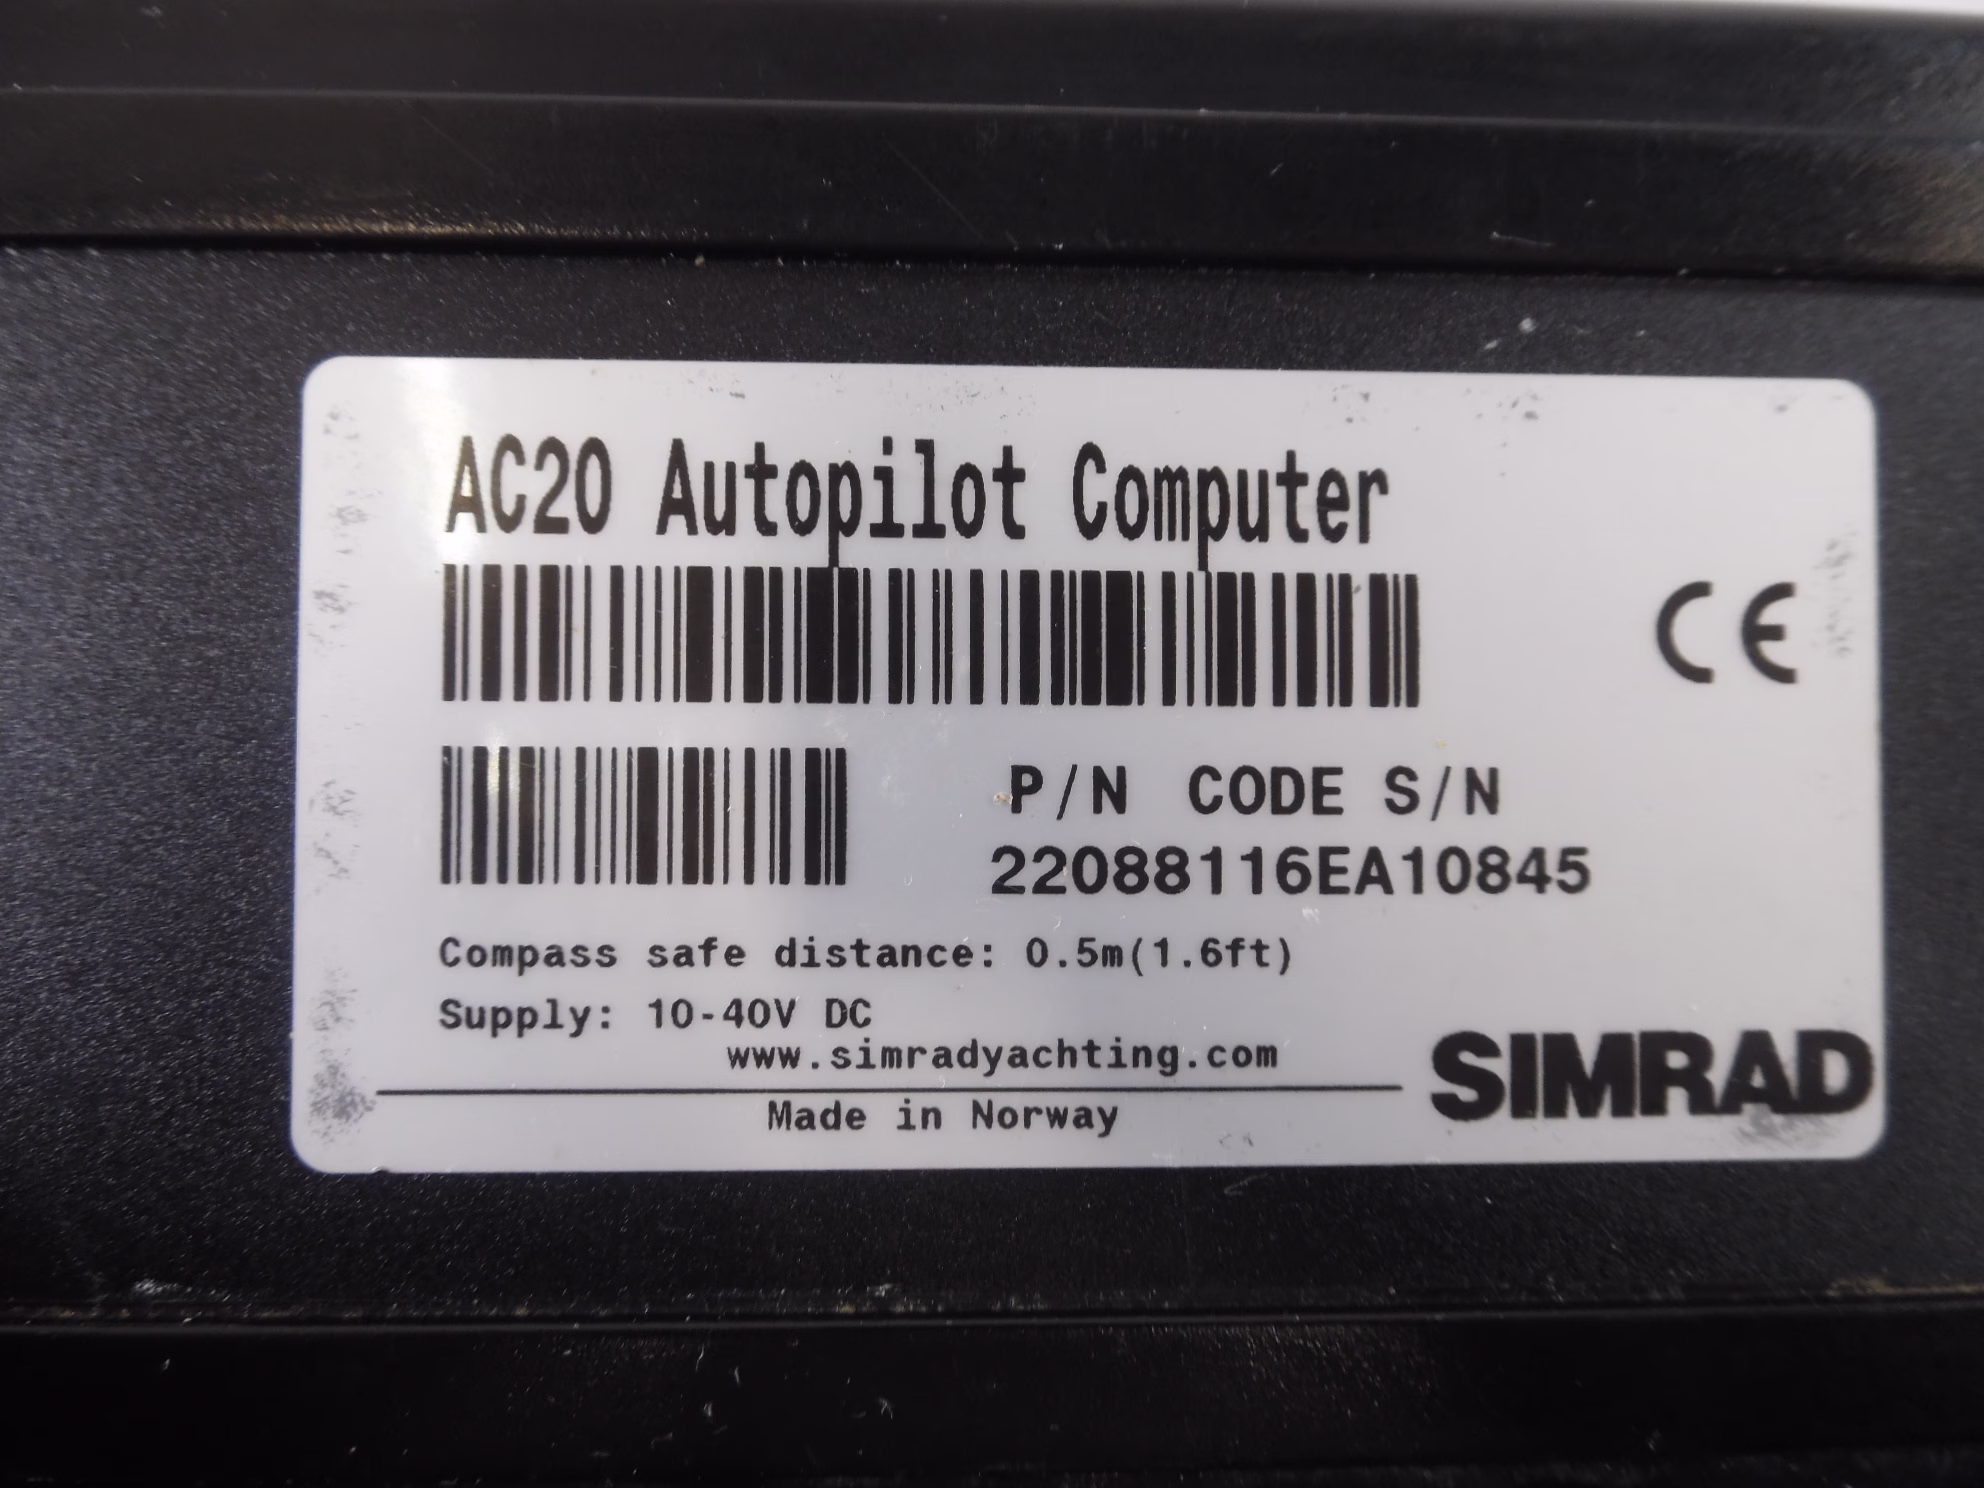 AC20 Autopilot Computer
CE
P/N CODE S/N
22088116EA10845
Compass safe distance: 0.5m(1.6ft)
Supply: 10-40V DC
www.simradyachting.com
SIMRAD
Made in Norway